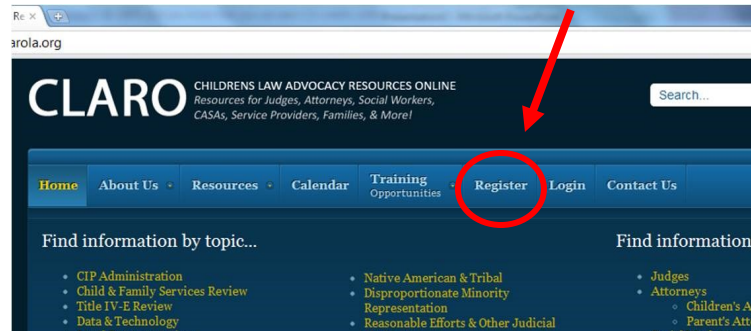 Re
arola.org
CLARO
CHILDRENS LAW ADVOCACY RESOURCES ONLINE
Resources for Judges, Attorneys, Social Workers,
CASAs, Service Providers, Families, & More!
Search...
Home About Us Resources Calendar Training Opportunities Register Login Contact Us
Find information by topic...
CIP Administration
Child & Family Services Review
Title IV-E Review
Data & Technology
Native American & Tribal
Disproportionate Minority
Representation
Reasonable Efforts & Other Judicial
Find information
Judges
Attorneys
Children's A
Parent's Att